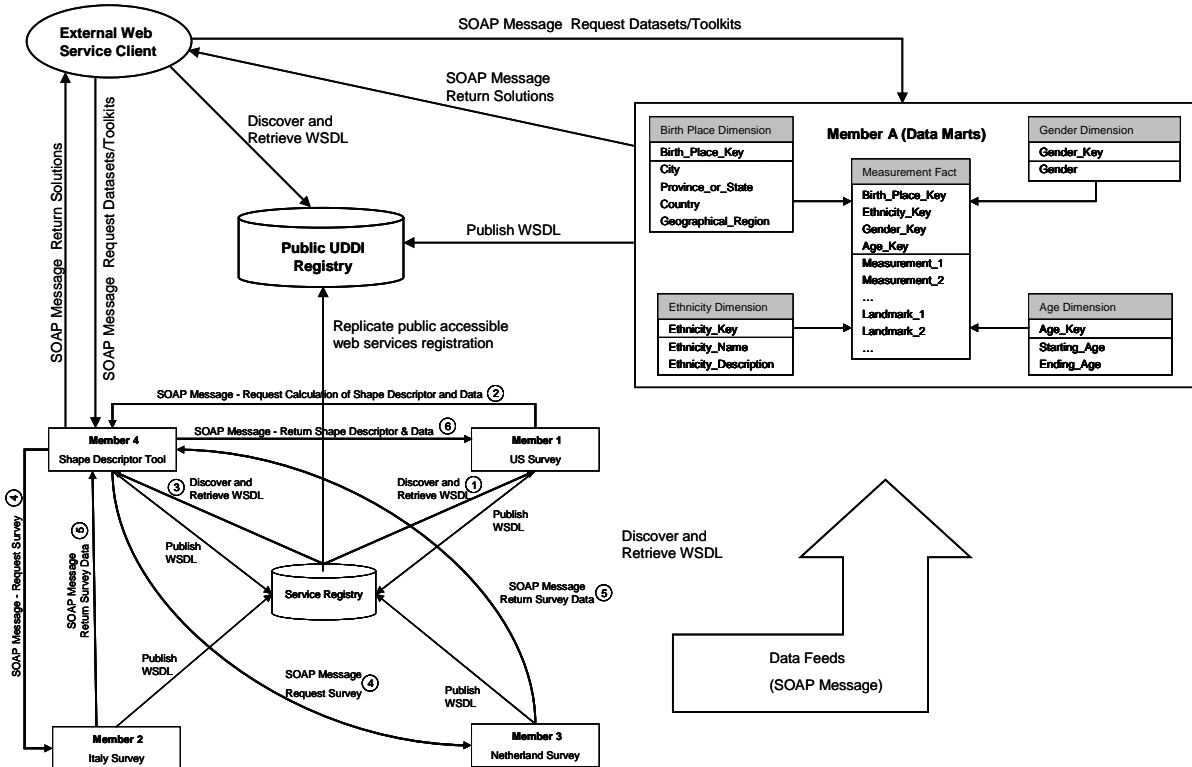 External Web
Service Client
SOAP Message  Request Datasets/Toolkits
SOAP Message
Return Solutions
Discover and
Retrieve WSDL
SOAP Message  Return Solutions
SOAP Message  Request Datasets/Toolkits
Public UDDI
Registry
Publish WSDL
Replicate public accessible
web services registration
Member A (Data Marts)
Birth Place Dimension
Birth_Place_Key
City
Province_or_State
Country
Geographical_Region
Gender Dimension
Gender_Key
Gender
Measurement Fact
Birth_Place_Key
Ethnicity_Key
Gender_Key
Age_Key
Measurement_1
Measurement_2
...
Landmark_1
Landmark_2
...
Ethnicity Dimension
Ethnicity_Key
Ethnicity_Name
Ethnicity_Description
Age Dimension
Age_Key
Starting_Age
Ending_Age
SOAP Message - Request Calculation of Shape Descriptor and Data 2
SOAP Message - Return Shape Descriptor & Data 6
Member 4
Shape Descriptor Tool
Member 1
US Survey
3 Discover and
Retrieve WSDL
Discover and 1
Retrieve WSDL
Publish
WSDL
Publish
WSDL
Service Registry
SOAP Message - Request Survey 4
SOAP Message 5
Return Survey Data
SOAP Message
Return Survey Data 5
Publish
WSDL
SOAP Message
Request Survey 4
Publish
WSDL
Member 2
Italy Survey
Member 3
Netherland Survey
Discover and
Retrieve WSDL
Data Feeds
(SOAP Message)